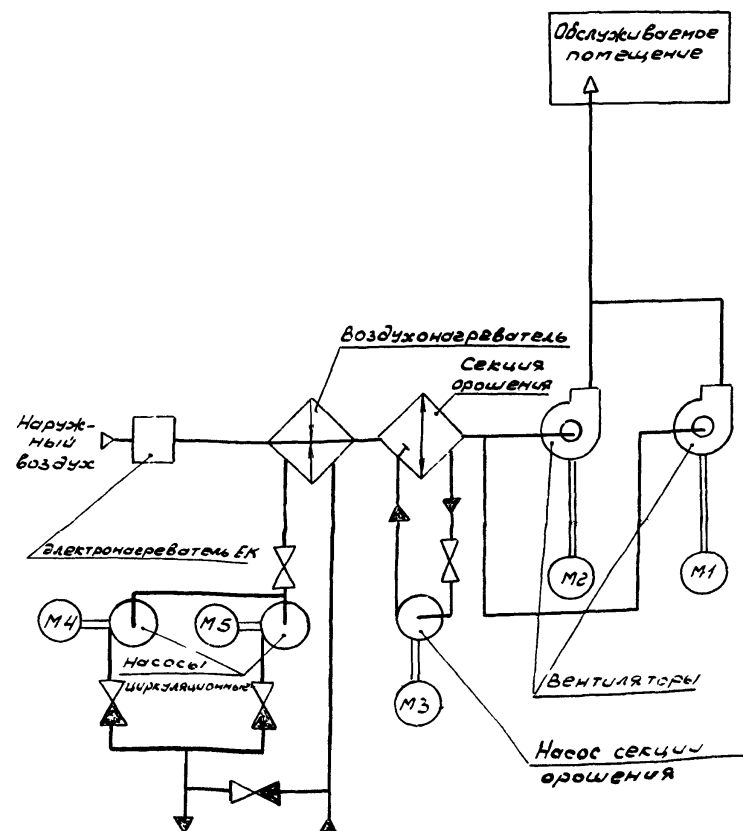 Обслуживаемое
помещение
Воздухонагреватель
Секция
орошения
Наруж-
ный
воздух
Электронагреватель ЕК
М2
М1
М4
М5
Насосы
циркуляционные
М3
Вентиляторы
Насос секции
орошения